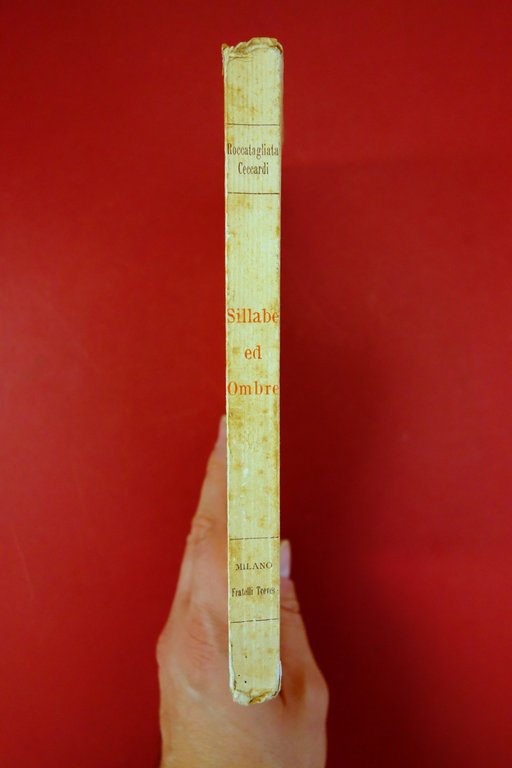 Roccatagliata
Ceccardi
Sillabe
ed
Ombre
MILANO
Fratelli Treves